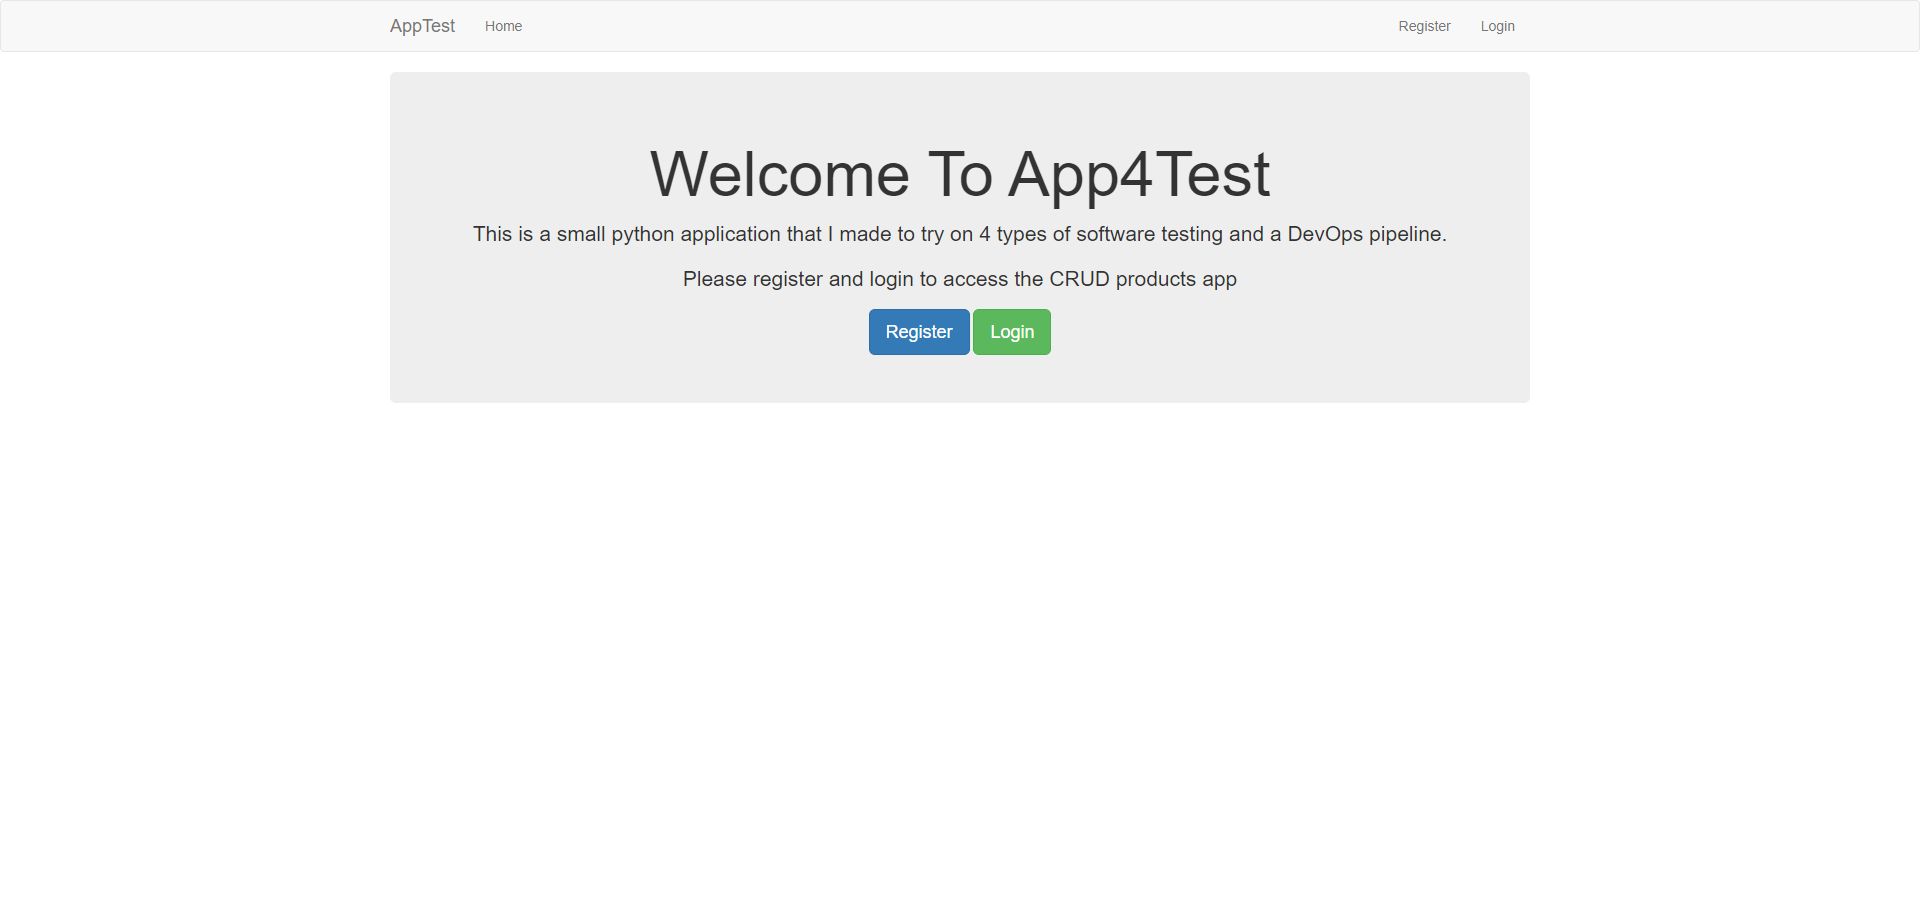 AppTest Home Register Login
Welcome To App4Test
This is a small python application that I made to try on 4 types of software testing and a DevOps pipeline.
Please register and login to access the CRUD products app
Register Login